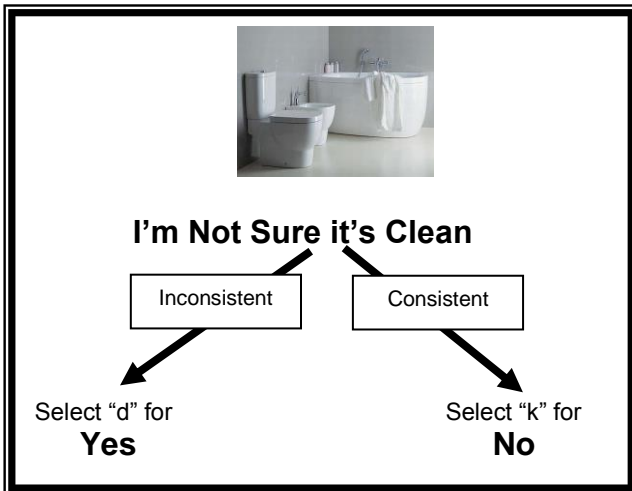 I'm Not Sure it's Clean
Inconsistent
Consistent
Select “d” for
Yes
Select “k” for
No